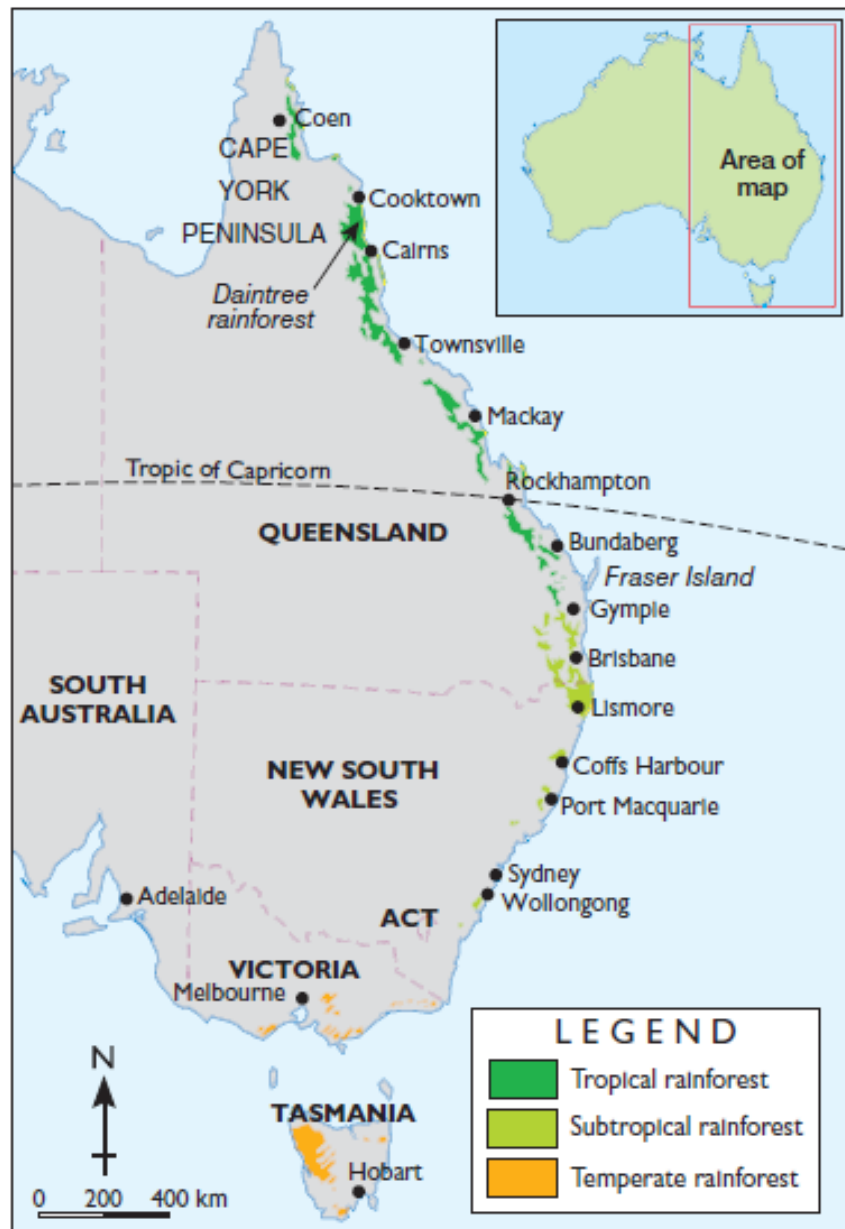 Coen
CAPE
YORK
PENINSULA
Cooktown
Cairns
Daintree
rainforest
Townsville
Mackay
Tropic of Capricorn
Rockhampton
QUEENSLAND
Bundaberg
Fraser Island
Gympie
Brisbane
SOUTH
AUSTRALIA
Lismore
NEW SOUTH
WALES
Coffs Harbour
Port Macquarie
Sydney
Wollongong
Adelaide
ACT
VICTORIA
Melbourne
TASMANIA
Hobart
N
0 200 400 km
Area of
map
LEGEND
Tropical rainforest
Subtropical rainforest
Temperate rainforest